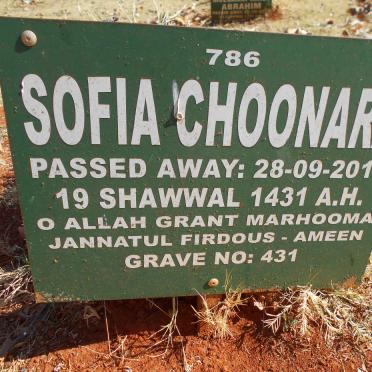 ABRAHIM
786
SOFIA CHOONAR
PASSED AWAY: 28-09-201
19 SHAWWAL 1431 A.H.
O ALLAH GRANT MARHOOMA
JANNATUL FIRDOUS - AMEEN
GRAVE NO: 431